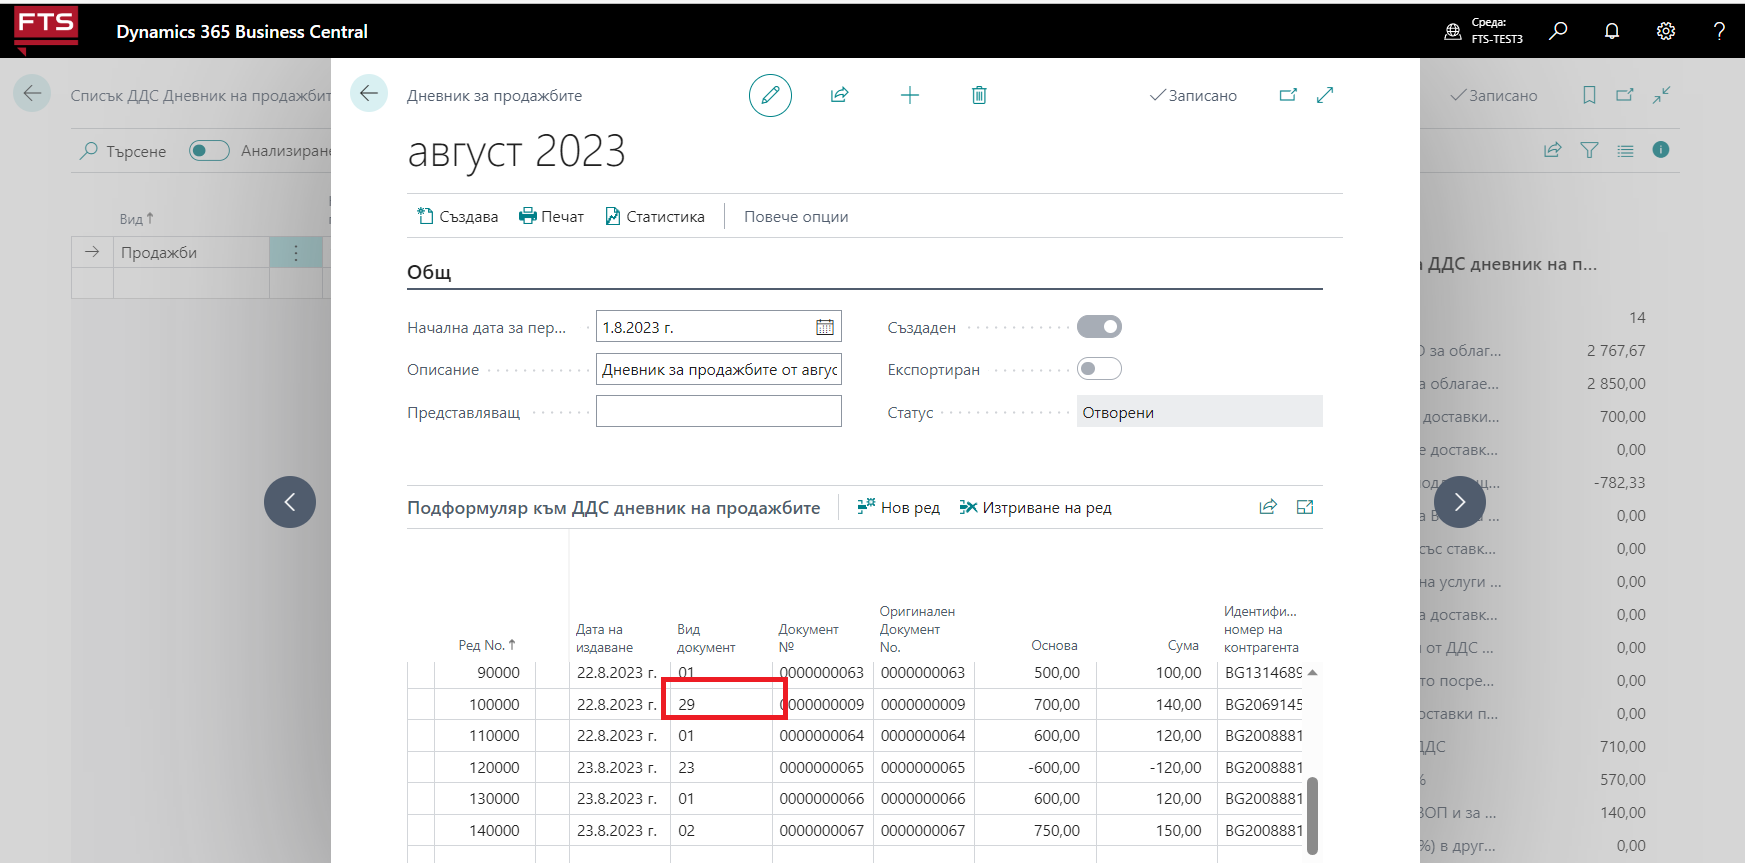 FTS
Dynamics 365 Business Central
Среда:
FTS-TEST3
?
Списък ДДС Дневник на продажбит
Търсене
Анализиране
Вид ↑
Продажби
Дневник за продажбите
Записано
август 2023
Създава
Печат
Статистика
Повече опции
Общ
Начална дата за пер...
1.8.2023 г.
Създаден
Описание
Дневник за продажбите от авгус
Експортиран
Представляващ
Статус
Отворени
Подформуляр към ДДС дневник на продажбите
Нов ред
Изтриване на ред
Ред No. ↑
Дата на издаване
Вид документ
Документ №
Оригинален Документ No.
Основа
Сума
Идентифи... номер на контрагента
90000 22.8.2023 г. 01 0000000063 0000000063 500,00 100,00 BG1314689
100000 22.8.2023 г. 29 0000000009 0000000009 700,00 140,00 BG2069145
110000 22.8.2023 г. 01 0000000064 0000000064 600,00 120,00 BG2008881
120000 23.8.2023 г. 23 0000000065 0000000065 -600,00 -120,00 BG2008881
130000 23.8.2023 г. 01 0000000066 0000000066 600,00 120,00 BG2008881
140000 23.8.2023 г. 02 0000000067 0000000067 750,00 150,00 BG2008881
Записано
ДДС дневник на п...
14
за облаг... 2 767,67
облагае... 2 850,00
доставки... 700,00
доставк... 0,00
-782,33
0,00
със ставк... 0,00
на услуги ... 0,00
доставк... 0,00
от ДДС ... 0,00
то посре... 0,00
оставки п... 0,00
ДДС 710,00
% 570,00
ВОП и за ... 140,00
%) в друг... 0,00